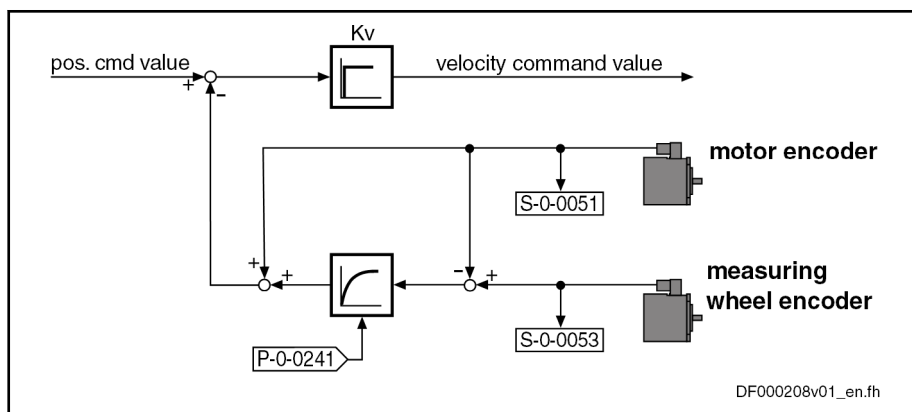 Kv
pos. cmd value
velocity command value
+
-
motor encoder
S-0-0051
+
+
-
+
measuring
wheel encoder
S-0-0053
P-0-0241
DF000208v01_en.fh